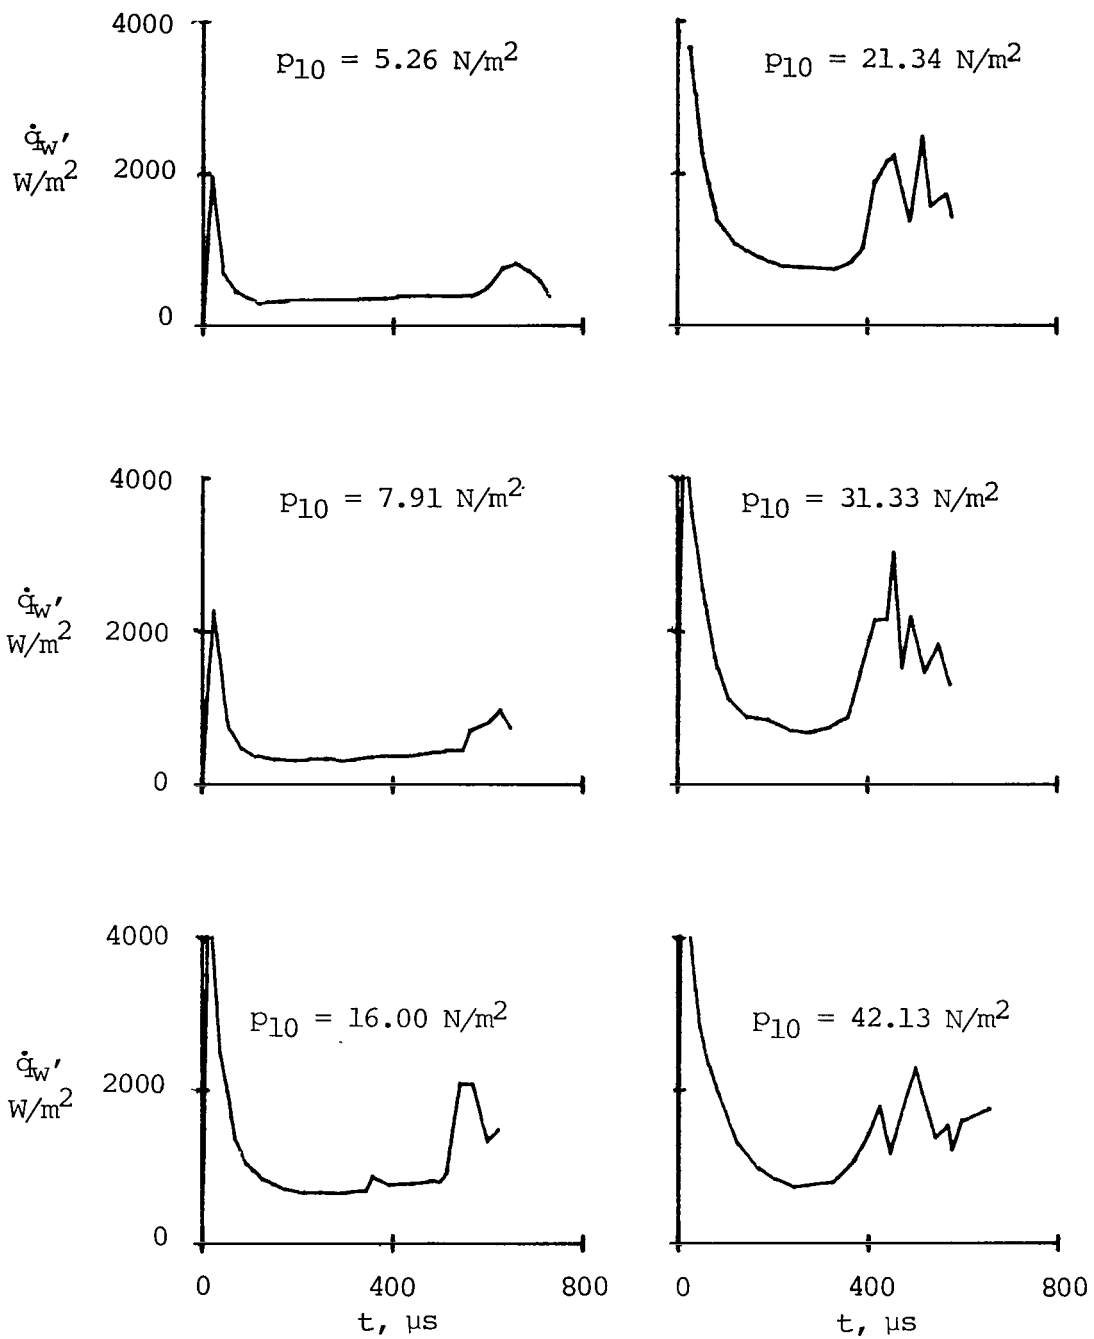 4000
p10 = 5.26 N/m2
p10 = 21.34 N/m2
q̇w,
W/m2
2000
0
4000
p10 = 7.91 N/m2
p10 = 31.33 N/m2
q̇w,
W/m2
2000
0
4000
p10 = 16.00 N/m2
p10 = 42.13 N/m2
q̇w,
W/m2
2000
0
0 400 800
0 400 800
t, μs
t, μs